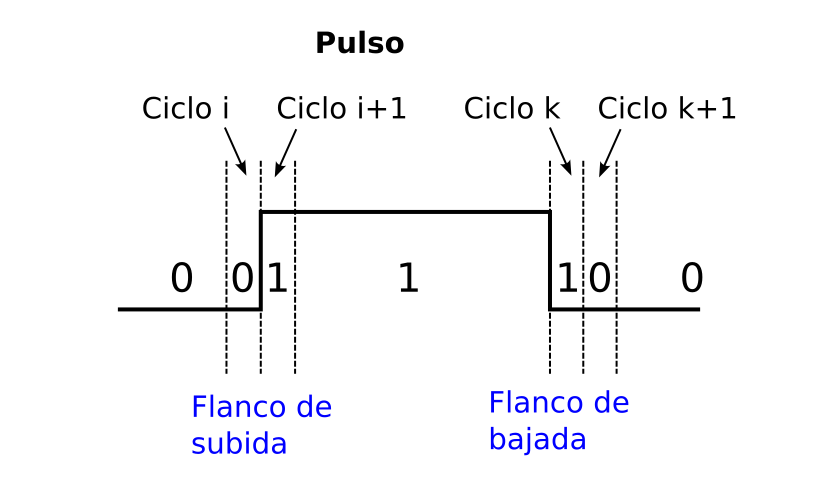 Pulso
Ciclo i Ciclo i+1 Ciclo k Ciclo k+1
0 0 1 1 1 0 0
Flanco de
subida
Flanco de
bajada